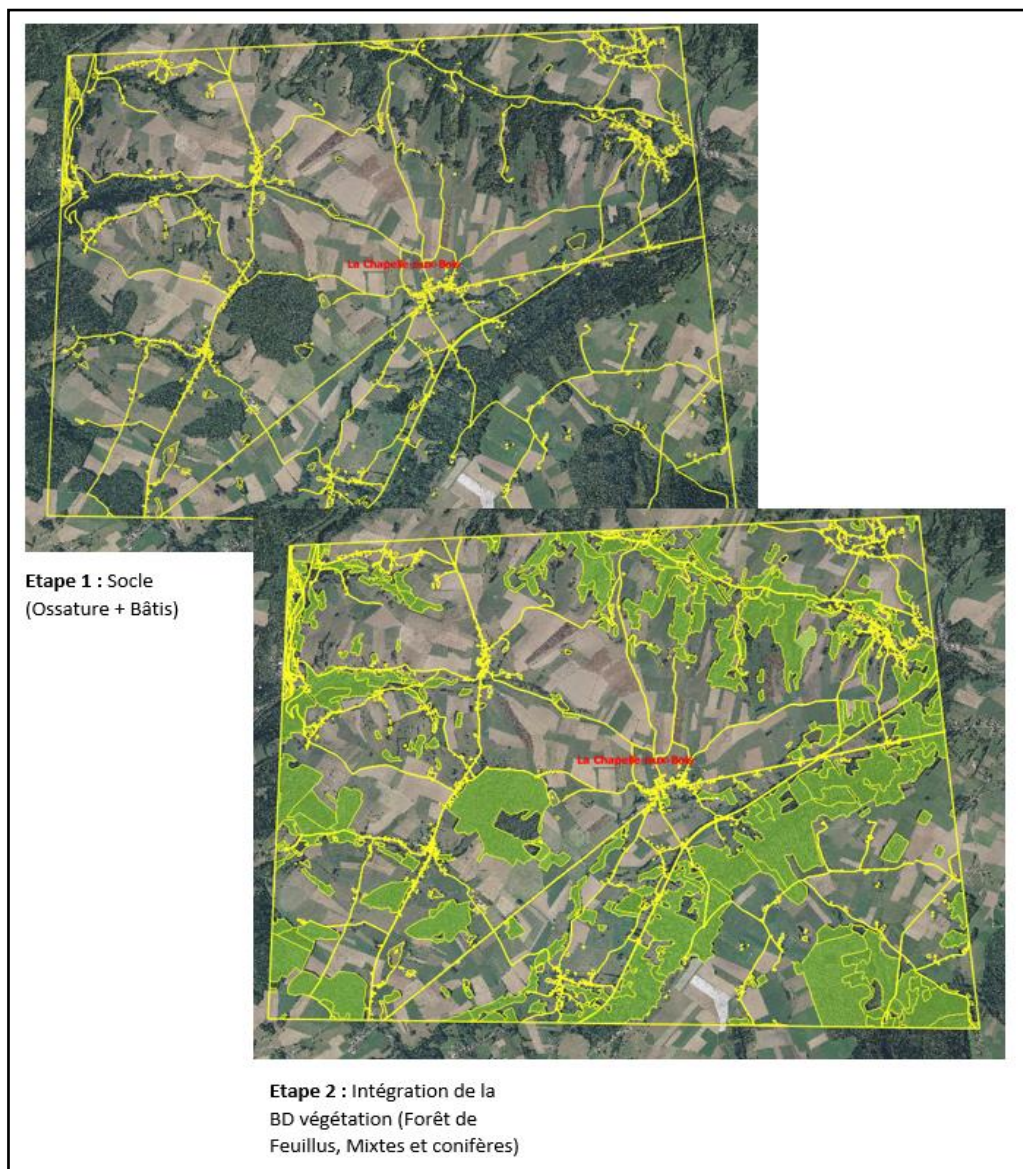 La Chapelle-aux-Bois
Etape 1 : Socle
(Ossature + Bâtis)
La Chapelle-aux-Bois
Etape 2 : Intégration de la
BD végétation (Forêt de
Feuillus, Mixtes et conifères)